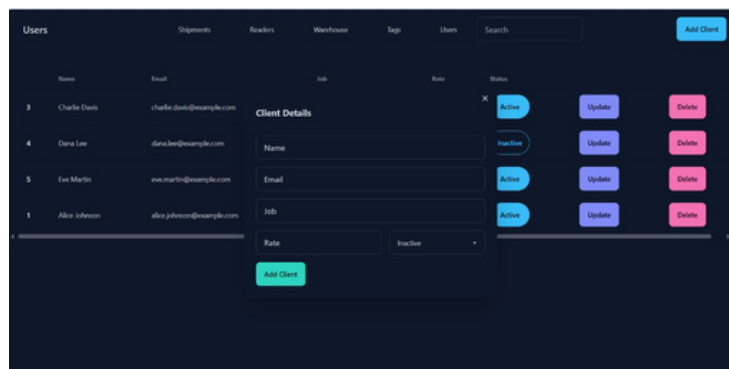 Users Shipments Readers Warehouse Tags Users Search Add Client
Name Email Job Rate Status
3 Charlie Davis charlie.davis@example.com Active Update Delete
4 Dana Lee dana.lee@example.com Inactive Update Delete
5 Eve Martin eve.martin@example.com Active Update Delete
1 Alice Johnson alice.johnson@example.com Active Update Delete
✕
Client Details
Name
Email
Job
Rate Inactive
Add Client